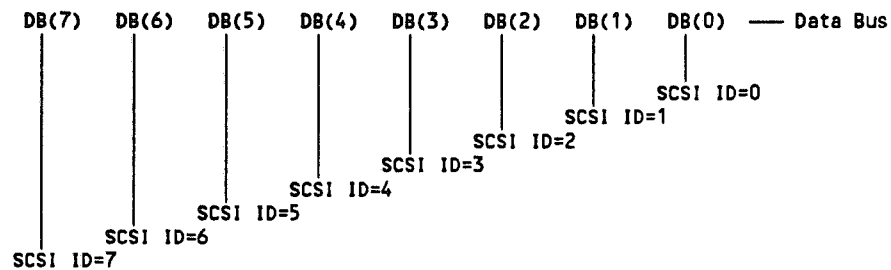 DB(7) DB(6) DB(5) DB(4) DB(3) DB(2) DB(1) DB(0) — Data Bus
SCSI ID=0
SCSI ID=1
SCSI ID=2
SCSI ID=3
SCSI ID=4
SCSI ID=5
SCSI ID=6
SCSI ID=7